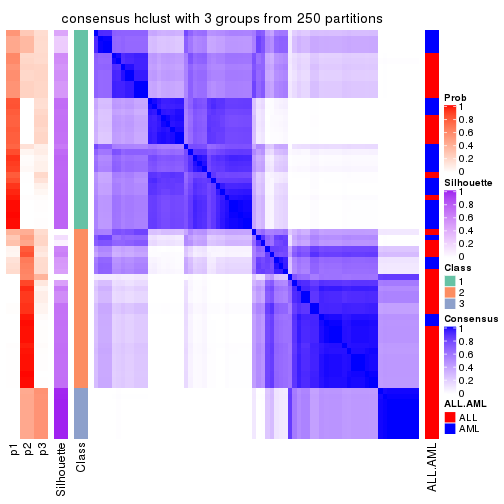 consensus hclust with 3 groups from 250 partitions
Prob
1
0.8
0.6
0.4
0.2
0
Silhouette
1
0.8
0.6
0.4
0.2
0
Class
1
2
3
Consensus
1
0.8
0.6
0.4
0.2
0
ALL.AML
ALL
AML
p1
p2
p3
Silhouette
Class
ALL.AML